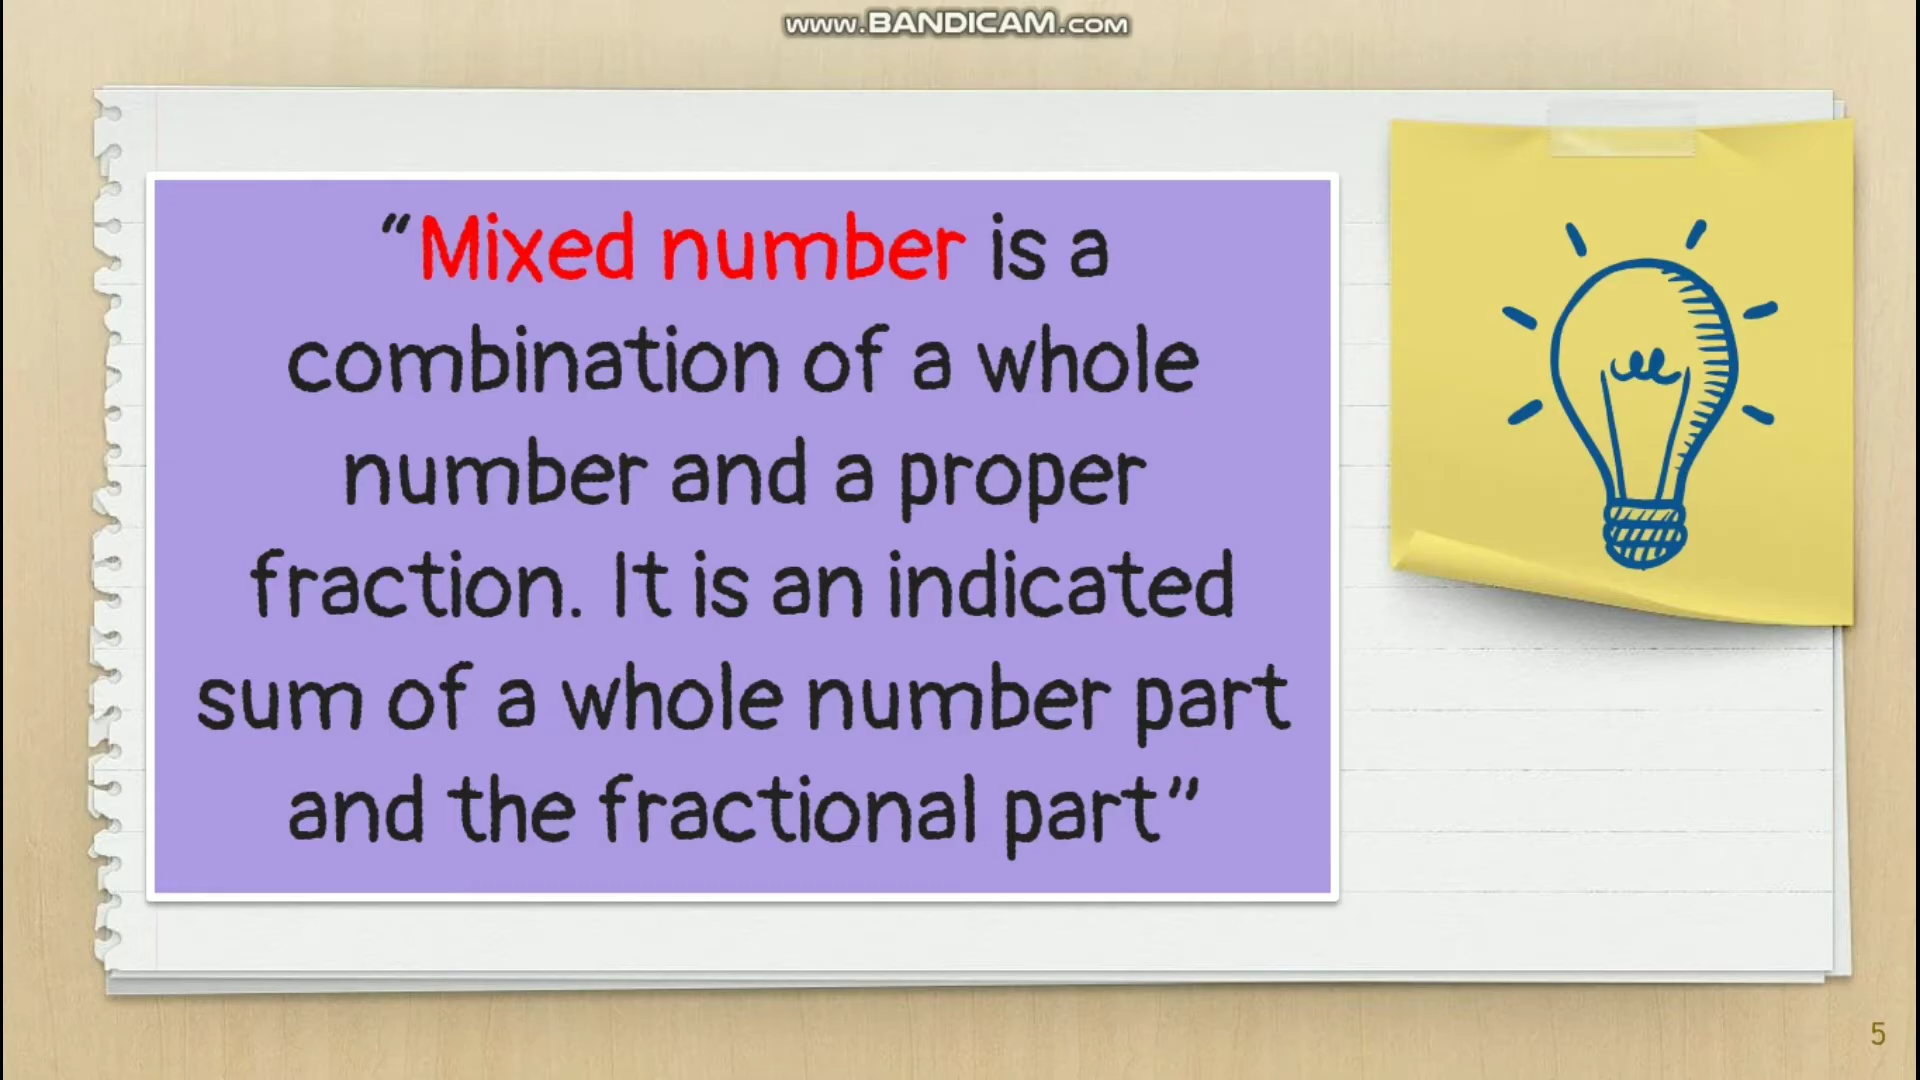 www.BANDICAM.com
“Mixed number is a
combination of a whole
number and a proper
fraction. It is an indicated
sum of a whole number part
and the fractional part”
5